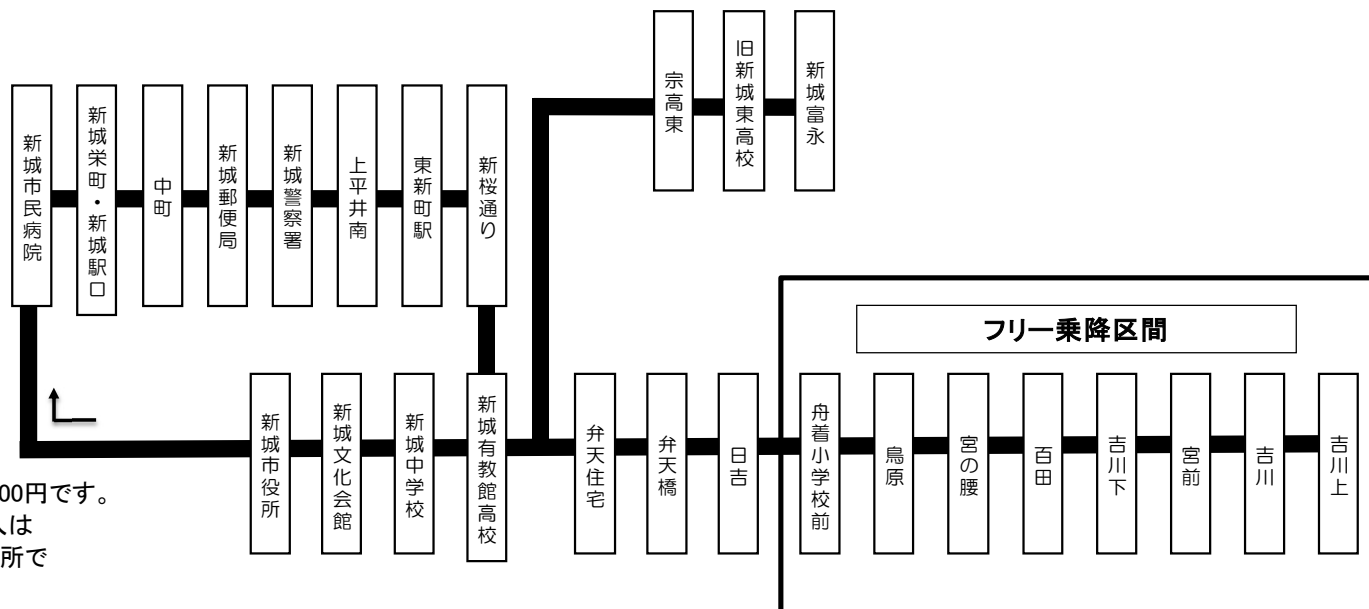 宗高東
旧新城東高校
新城富永
新城市民病院
新城栄町・新城駅口
中町
新城郵便局
新城警察署
上平井南
東新町駅
新桜通り
フリー乗降区間
新城市役所
新城文化会館
新城中学校
新城有教館高校
弁天住宅
弁天橋
日吉
舟着小学校前
鳥原
宮の腰
百田
吉川下
宮前
吉川
吉川上
00円です。
人は
所で